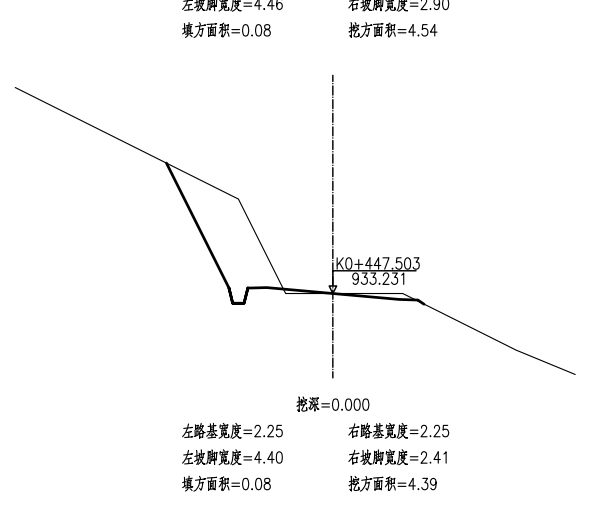 左坡脚宽度=4.46 右坡脚宽度=2.90
填方面积=0.08 挖方面积=4.54
K0+447.503
933.231
挖深=0.000
左路基宽度=2.25 右路基宽度=2.25
左坡脚宽度=4.40 右坡脚宽度=2.41
填方面积=0.08 挖方面积=4.39